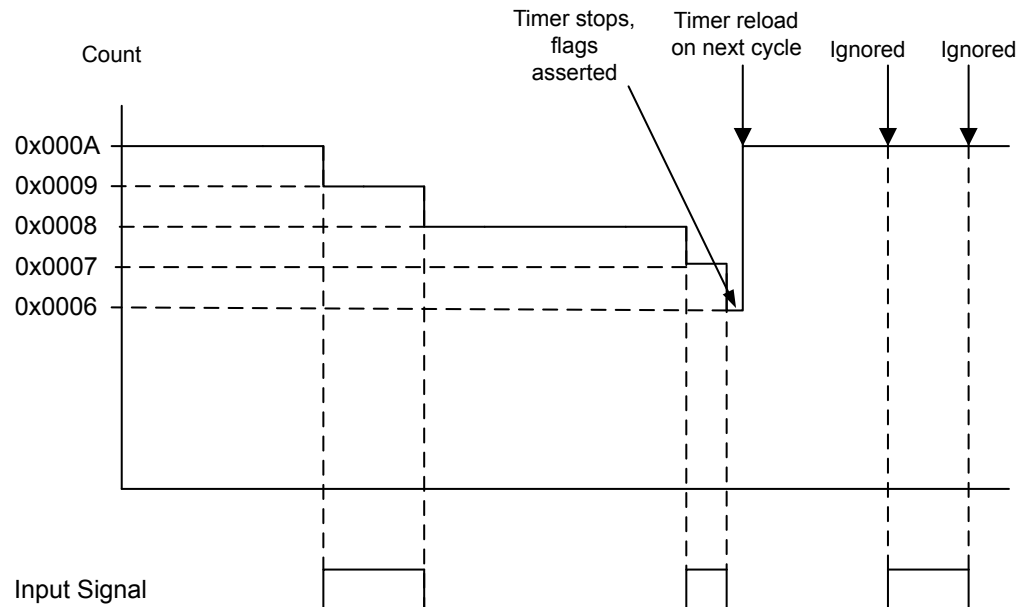 Timer stops,
flags
asserted
Timer reload
on next cycle
Ignored
Ignored
Count
0x000A
0x0009
0x0008
0x0007
0x0006
Input Signal